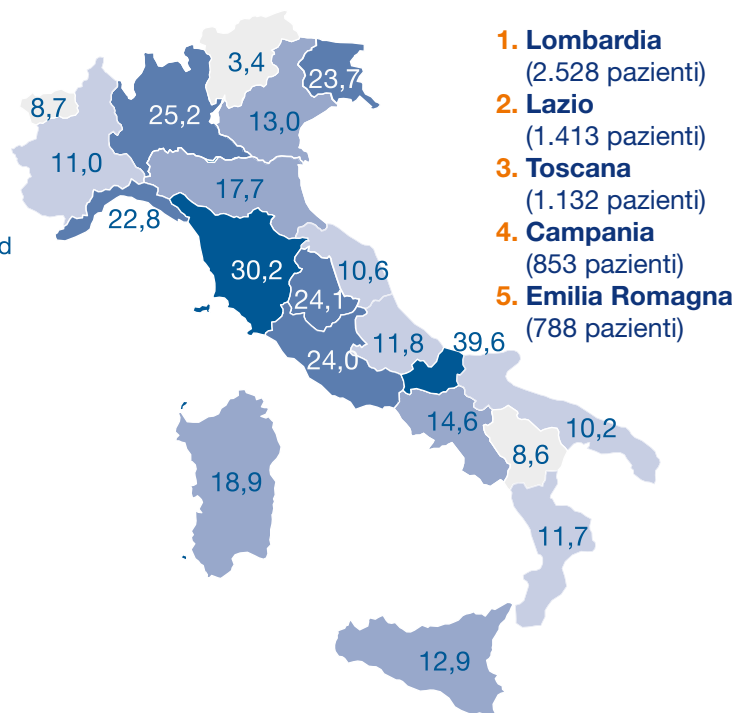 1. Lombardia
(2.528 pazienti)
2. Lazio
(1.413 pazienti)
3. Toscana
(1.132 pazienti)
4. Campania
(853 pazienti)
5. Emilia Romagna
(788 pazienti)
3,4
23,7
8,7
25,2
13,0
11,0
17,7
22,8
d
30,2
10,6
24,1
11,8
39,6
24,0
14,6
10,2
8,6
18,9
11,7
12,9